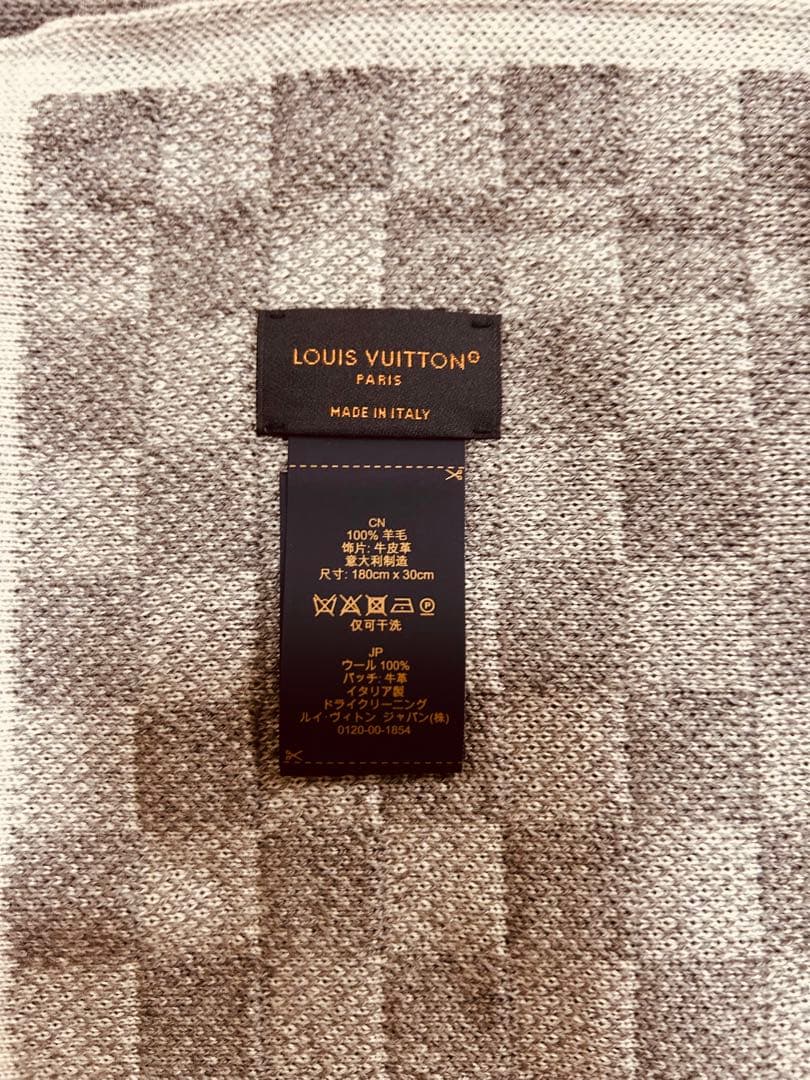 LOUIS VUITTON®
PARIS
MADE IN ITALY
CN
100% 羊毛
饰片: 牛皮革
意大利制造
尺寸: 180cm x 30cm
P
仅可干洗
JP
ウール 100%
パッチ: 牛革
イタリア製
ドライクリーニング
ルイ·ヴィトン ジャパン(株)
0120-00-1854